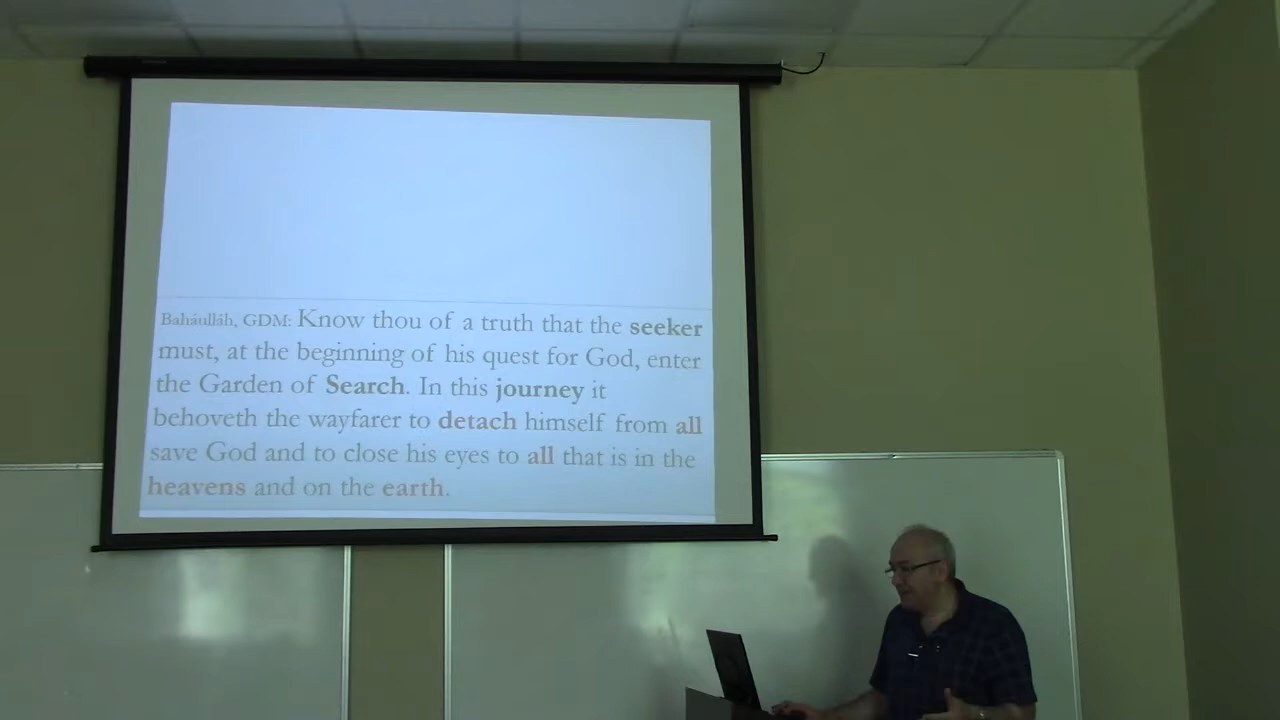 Baháulláh, GDM: Know thou of a truth that the seeker
must, at the beginning of his quest for God, enter
the Garden of Search. In this journey it
behoveth the wayfarer to detach himself from all
save God and to close his eyes to all that is in the
heavens and on the earth.